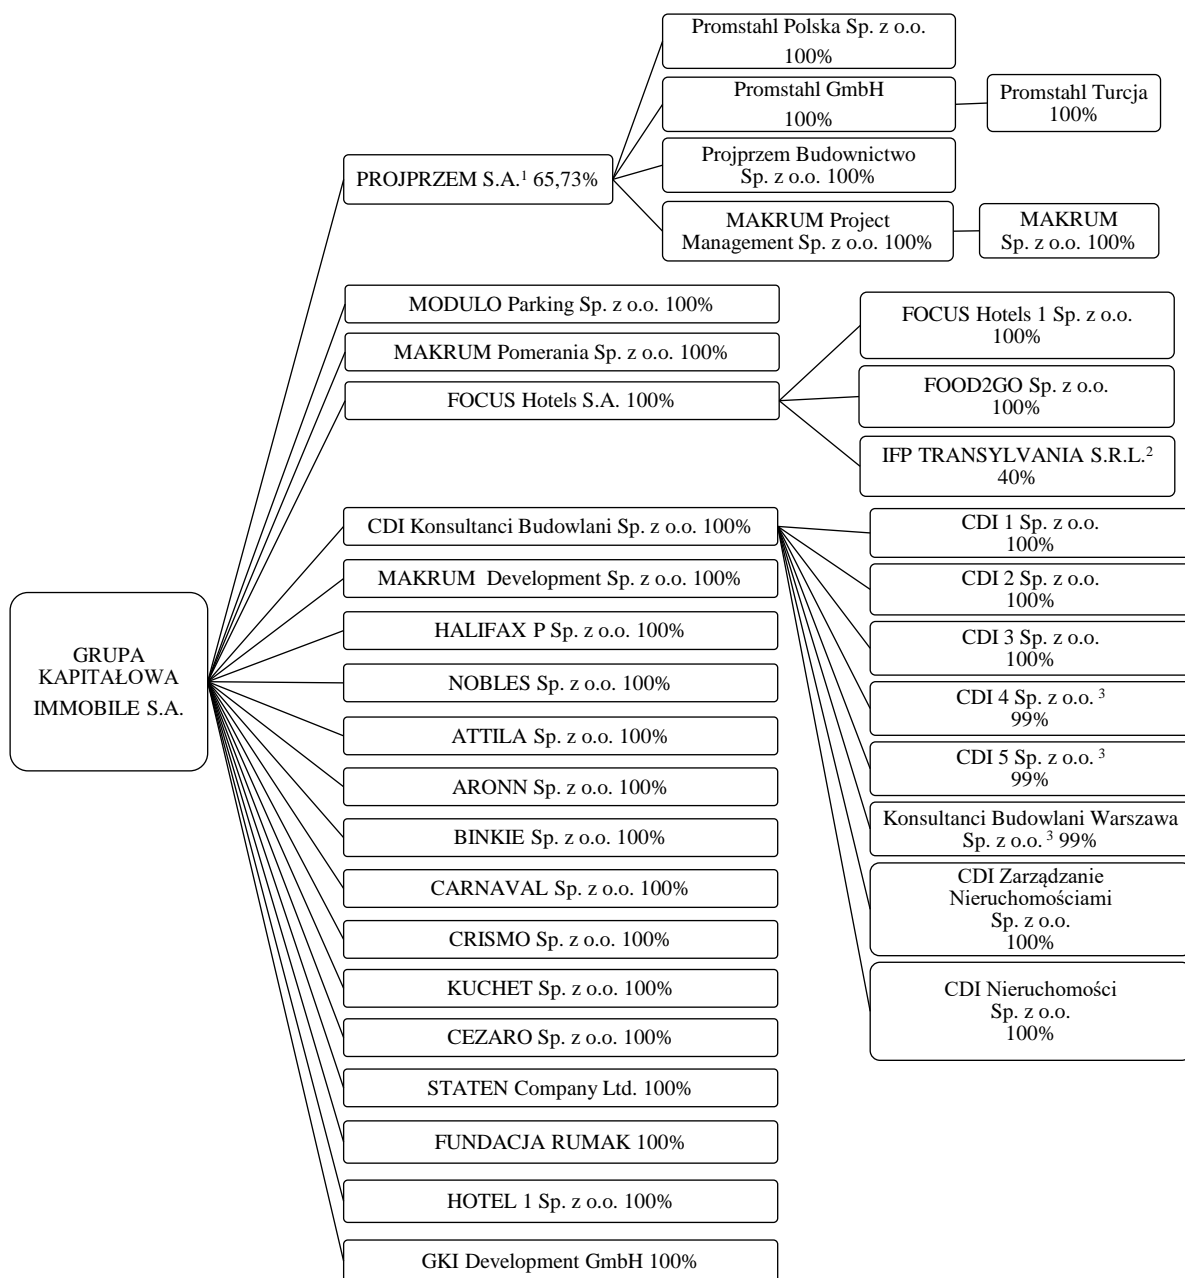 GRUPA
KAPITAŁOWA
IMMOBILE S.A.
PROJPRZEM S.A.¹ 65,73%
Promstahl Polska Sp. z o.o.
100%
Promstahl GmbH
100%
Promstahl Turcja
100%
Projprzem Budownictwo
Sp. z o.o. 100%
MAKRUM Project
Management Sp. z o.o. 100%
MAKRUM
Sp. z o.o. 100%
MODULO Parking Sp. z o.o. 100%
MAKRUM Pomerania Sp. z o.o. 100%
FOCUS Hotels S.A. 100%
FOCUS Hotels 1 Sp. z o.o.
100%
FOOD2GO Sp. z o.o.
100%
IFP TRANSYLVANIA S.R.L.²
40%
CDI Konsultanci Budowlani Sp. z o.o. 100%
CDI 1 Sp. z o.o.
100%
CDI 2 Sp. z o.o.
100%
CDI 3 Sp. z o.o.
100%
CDI 4 Sp. z o.o. ³
99%
CDI 5 Sp. z o.o. ³
99%
Konsultanci Budowlani Warszawa
Sp. z o.o. ³ 99%
CDI Zarządzanie
Nieruchomościami
Sp. z o.o.
100%
CDI Nieruchomości
Sp. z o.o.
100%
MAKRUM Development Sp. z o.o. 100%
HALIFAX P Sp. z o.o. 100%
NOBLES Sp. z o.o. 100%
ATTILA Sp. z o.o. 100%
ARONN Sp. z o.o. 100%
BINKIE Sp. z o.o. 100%
CARNAVAL Sp. z o.o. 100%
CRISMO Sp. z o.o. 100%
KUCHET Sp. z o.o. 100%
CEZARO Sp. z o.o. 100%
STATEN Company Ltd. 100%
FUNDACJA RUMAK 100%
HOTEL 1 Sp. z o.o. 100%
GKI Development GmbH 100%